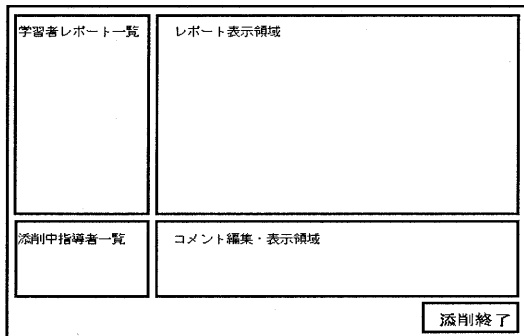 学習者レポート一覧
レポート表示領域
添削中指導者一覧
コメント編集・表示領域
添削終了